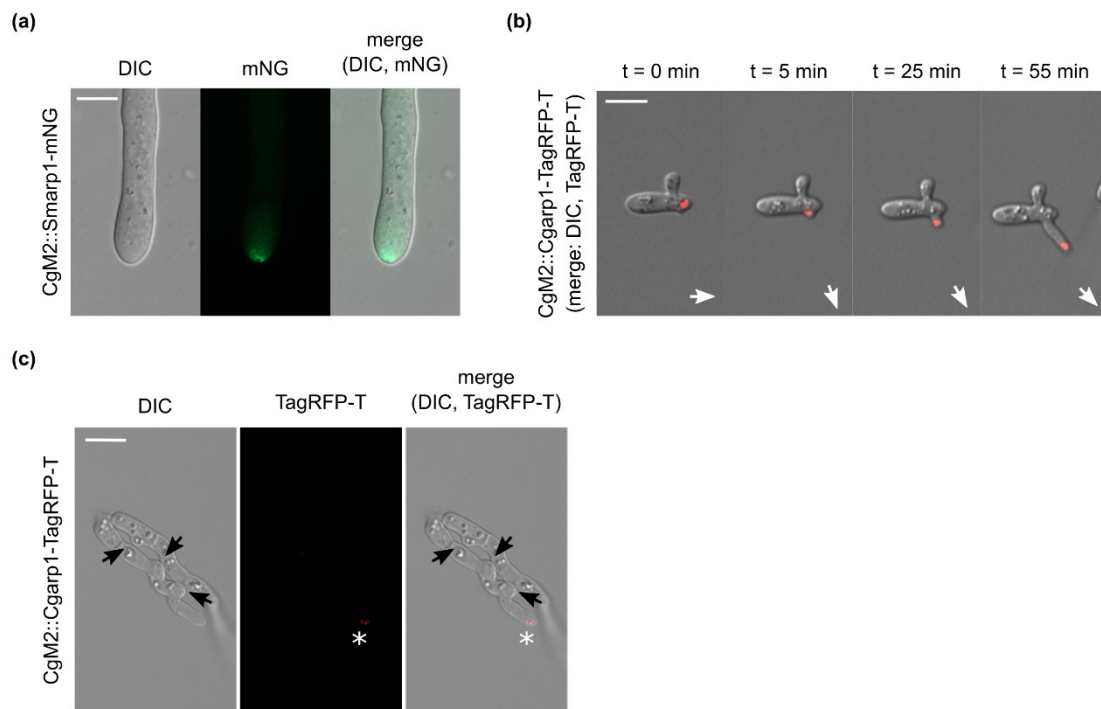 (a)
DIC
mNG
merge
(DIC, mNG)
CgM2::Smarp1-mNG
(b)
t = 0 min
t = 5 min
t = 25 min
t = 55 min
CgM2::Cgarp1-TagRFP-T
(merge: DIC, TagRFP-T)
(c)
DIC
TagRFP-T
merge
(DIC, TagRFP-T)
CgM2::Cgarp1-TagRFP-T
*
*